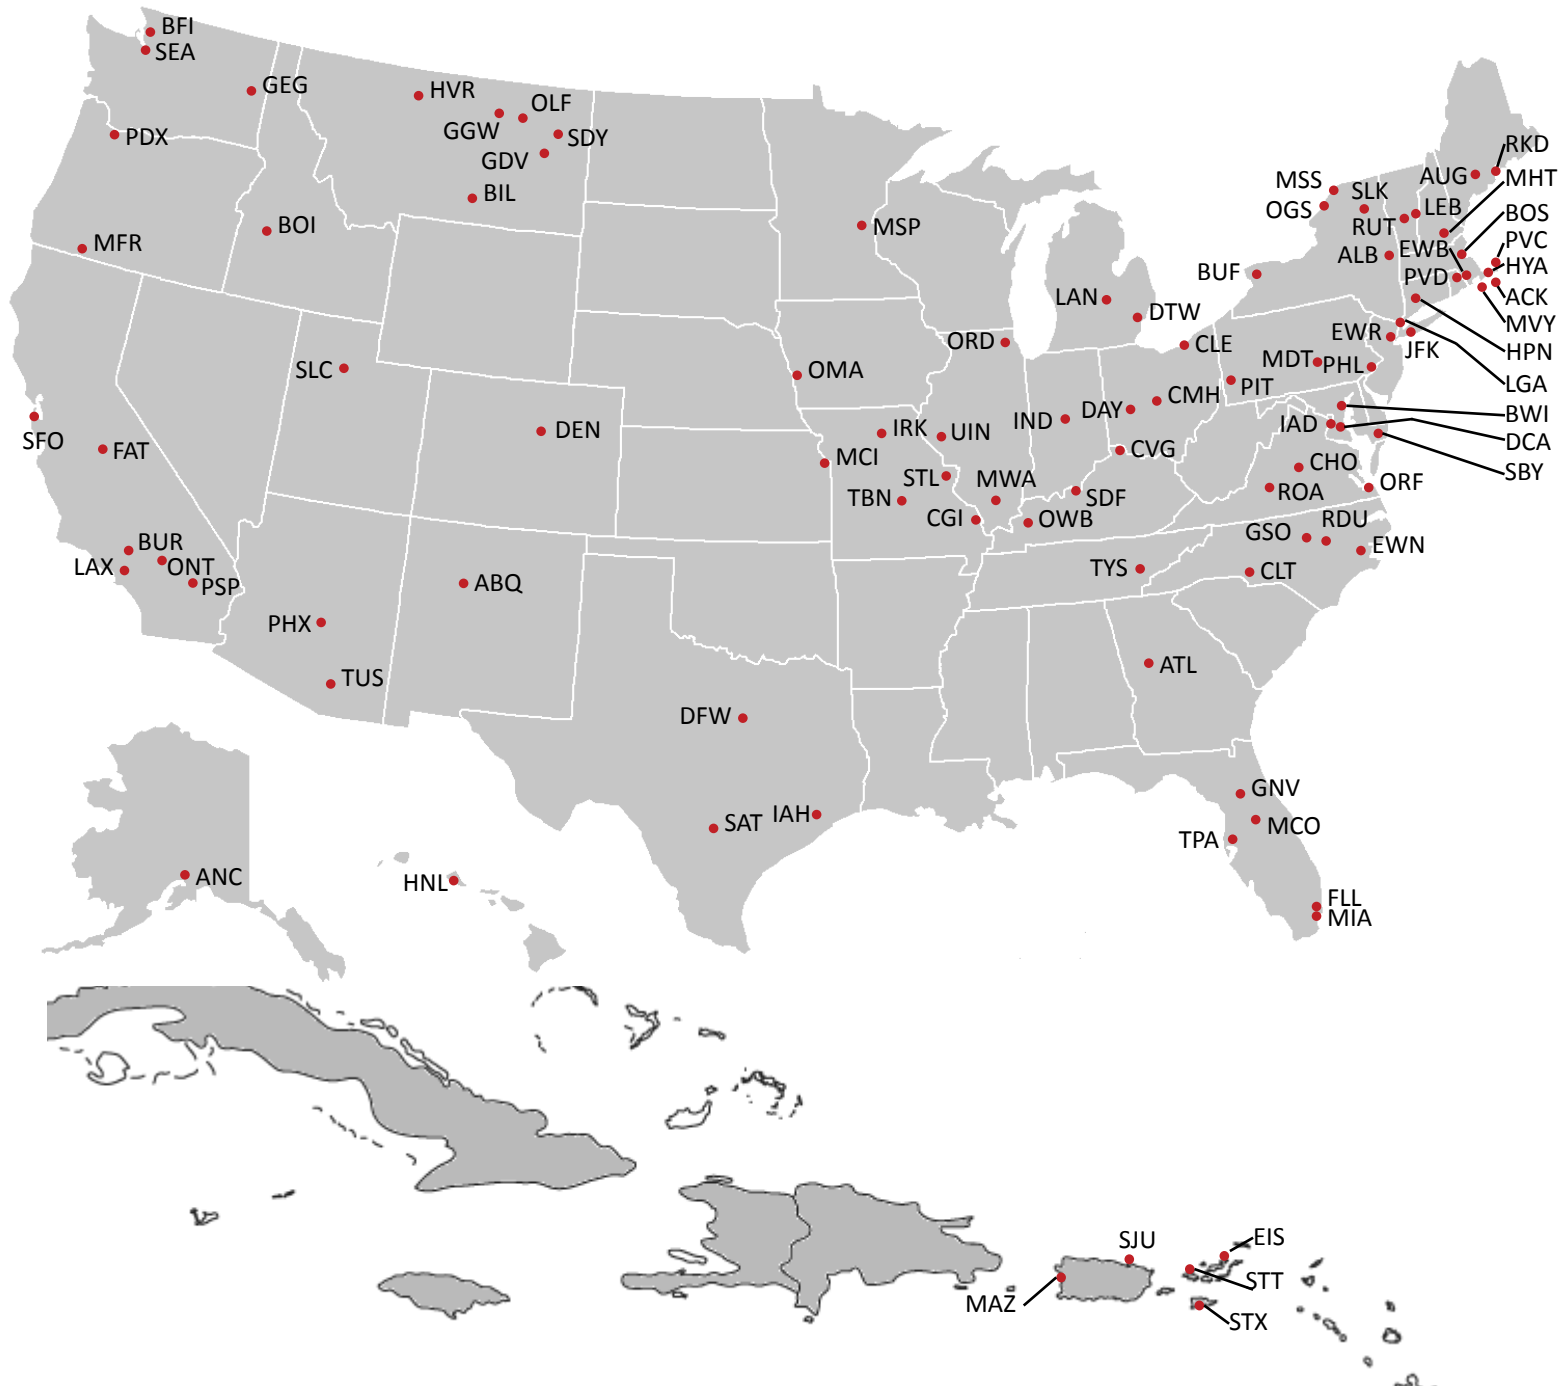 BFI
SEA
GEG
HVR
OLF
GGW
SDY
GDV
PDX
BIL
BOI
MFR
MSP
RKD
AUG
MHT
MSS
SLK
OGS
LEB
BOS
RUT
PVC
ALB
EWB
HYA
PVD
BUF
ACK
LAN
MVY
DTW
EWR
JFK
HPN
ORD
CLE
MDT
PHL
SLC
OMA
PIT
LGA
CMH
DAY
BWI
IND
IAD
DCA
SFO
FAT
DEN
IRK
UIN
CVG
MCI
CHO
SBY
STL
MWA
ORF
TBN
SDF
ROA
CGI
OWB
RDU
GSO
EWN
BUR
LAX
ONT
PSP
ABQ
TYS
CLT
PHX
TUS
ATL
DFW
GNV
SAT
IAH
MCO
TPA
ANC
HNL
FLL
MIA
SJU
EIS
STT
MAZ
STX